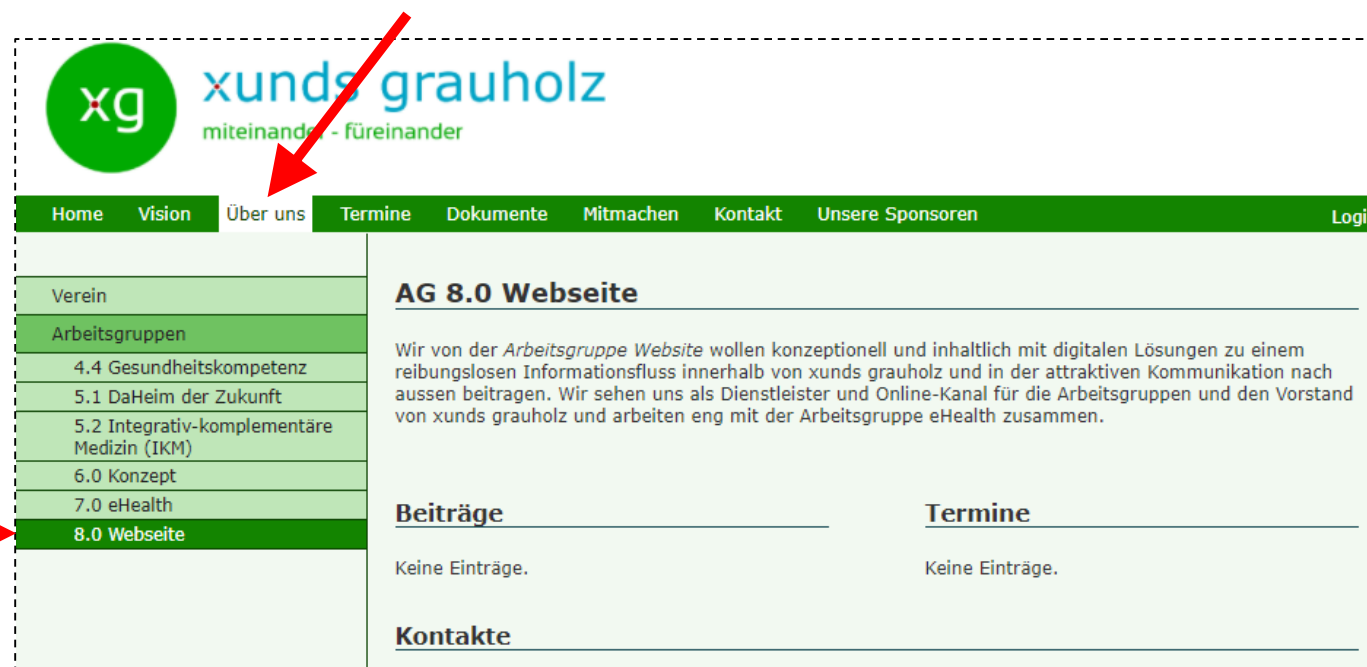 xg
xunds grauholz
miteinander - füreinander
Home Vision Über uns Termine Dokumente Mitmachen Kontakt Unsere Sponsoren Logi
Verein
Arbeitsgruppen
4.4 Gesundheitskompetenz
5.1 DaHeim der Zukunft
5.2 Integrativ-komplementäre
Medizin (IKM)
6.0 Konzept
7.0 eHealth
8.0 Webseite
AG 8.0 Webseite
Wir von der Arbeitsgruppe Website wollen konzeptionell und inhaltlich mit digitalen Lösungen zu einem
reibungslosen Informationsfluss innerhalb von xunds grauholz und in der attraktiven Kommunikation nach
aussen beitragen. Wir sehen uns als Dienstleister und Online-Kanal für die Arbeitsgruppen und den Vorstand
von xunds grauholz und arbeiten eng mit der Arbeitsgruppe eHealth zusammen.
Beiträge
Keine Einträge.
Termine
Keine Einträge.
Kontakte